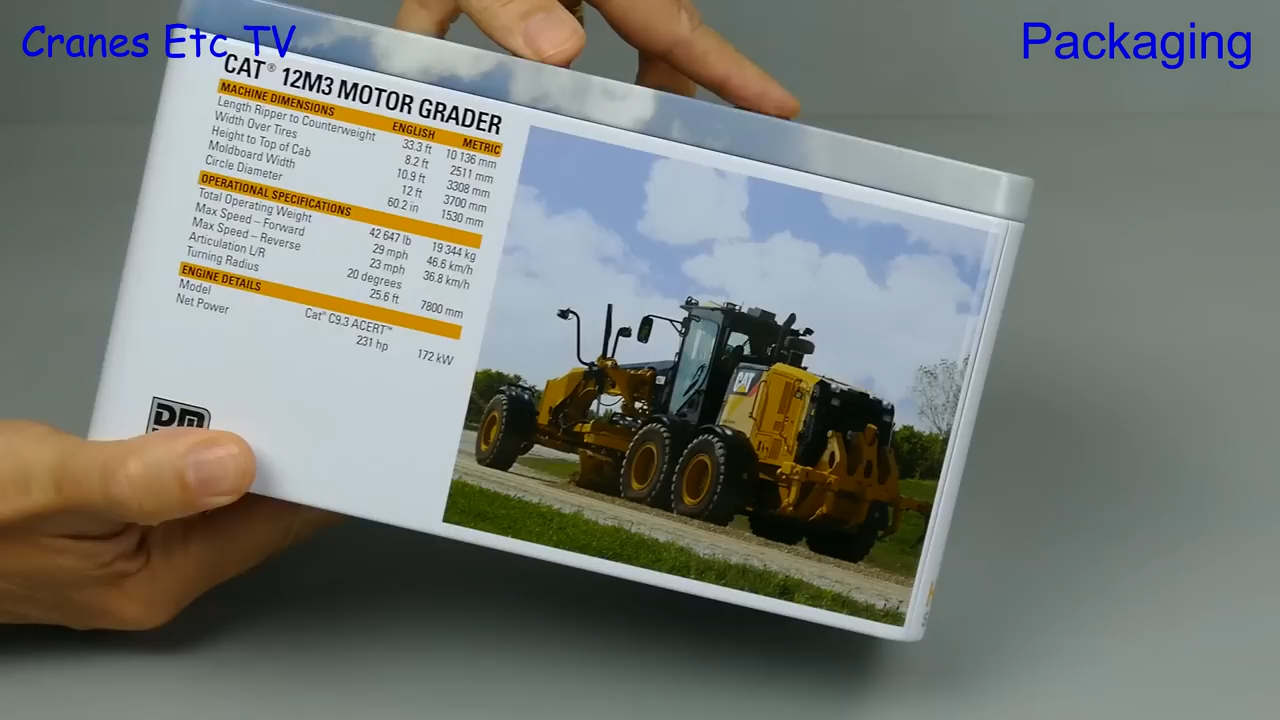 Cranes Etc TV
Packaging
CAT® 12M3 MOTOR GRADER
MACHINE DIMENSIONS ENGLISH METRIC
Length Ripper to Counterweight 33.3 ft 10 136 mm
Width Over Tires 8.2 ft 2511 mm
Height to Top of Cab 10.9 ft 3308 mm
Moldboard Width 12 ft 3700 mm
Circle Diameter 60.2 in 1530 mm
OPERATIONAL SPECIFICATIONS
Total Operating Weight 42 647 lb 19 344 kg
Max Speed – Forward 29 mph 46.6 km/h
Max Speed – Reverse 23 mph 36.8 km/h
Articulation L/R 20 degrees
Turning Radius 25.6 ft 7800 mm
ENGINE DETAILS
Model Cat® C9.3 ACERT™
Net Power 231 hp 172 kW
CAT
DM